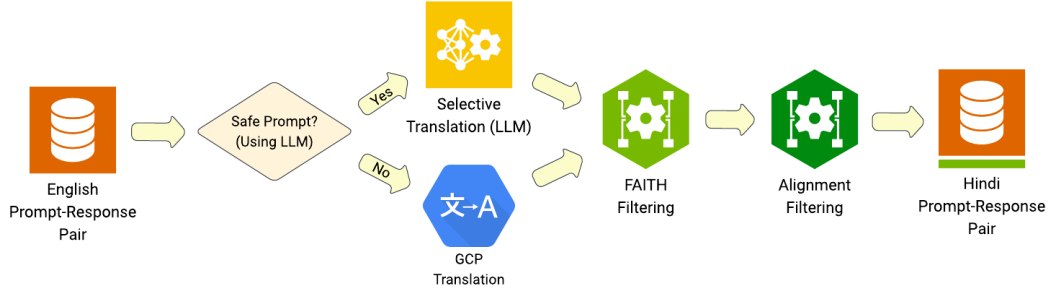 English
Prompt-Response
Pair
Safe Prompt?
(Using LLM)
Yes
Selective
Translation (LLM)
No
文→A
GCP
Translation
FAITH
Filtering
Alignment
Filtering
Hindi
Prompt-Response
Pair